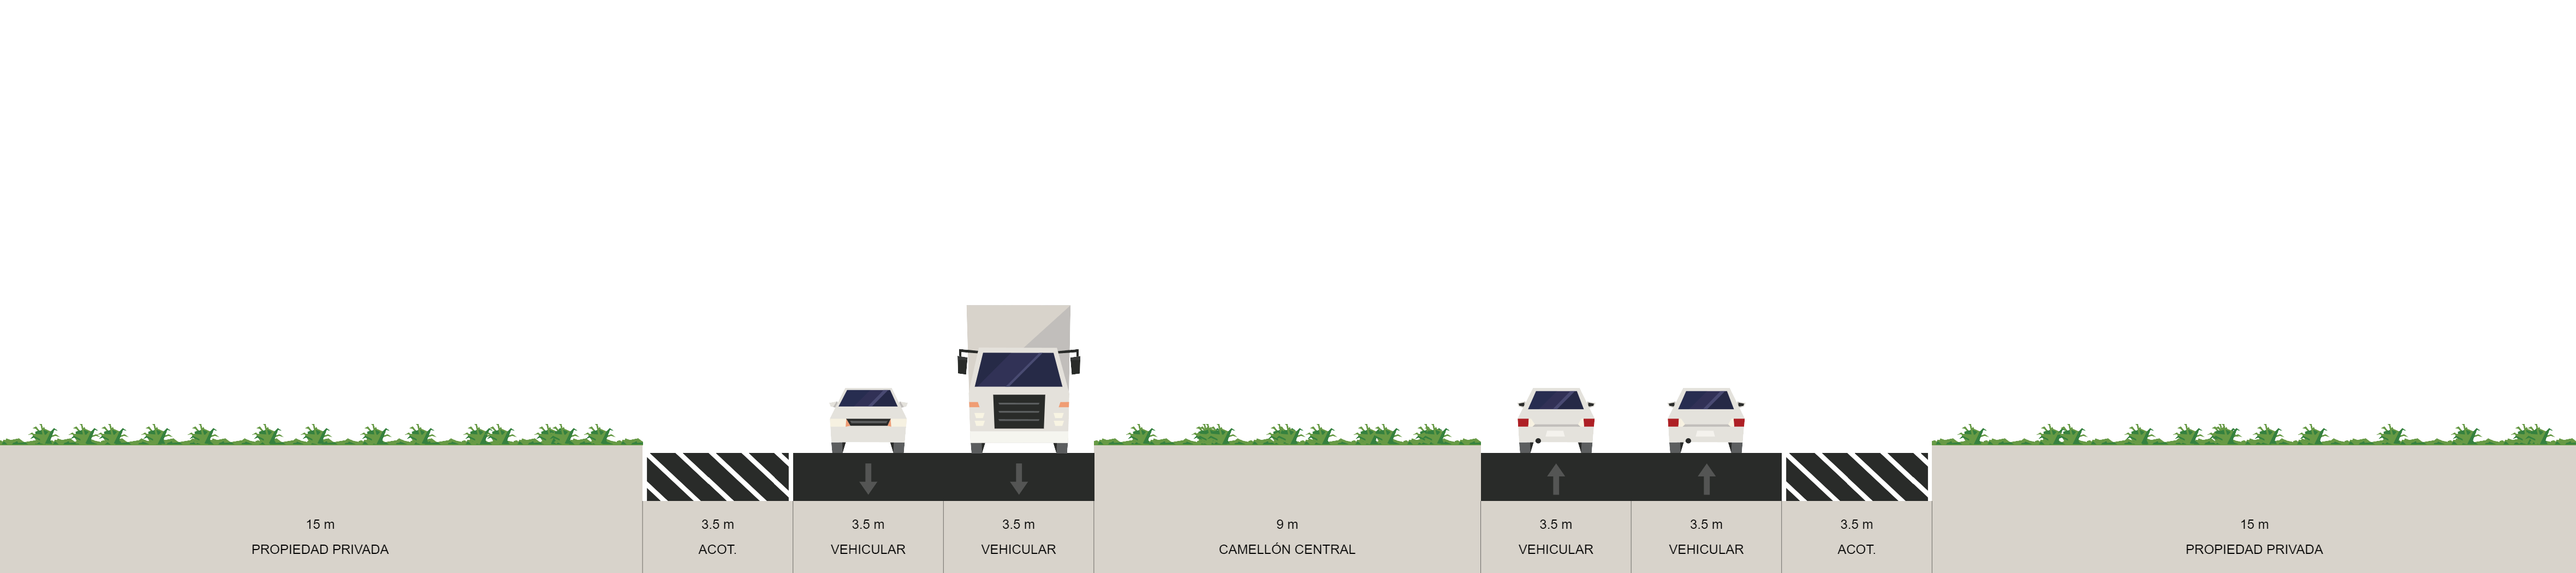 15 m
PROPIEDAD PRIVADA
3.5 m
ACOT.
3.5 m
VEHICULAR
3.5 m
VEHICULAR
9 m
CAMELLÓN CENTRAL
3.5 m
VEHICULAR
3.5 m
VEHICULAR
3.5 m
ACOT.
15 m
PROPIEDAD PRIVADA